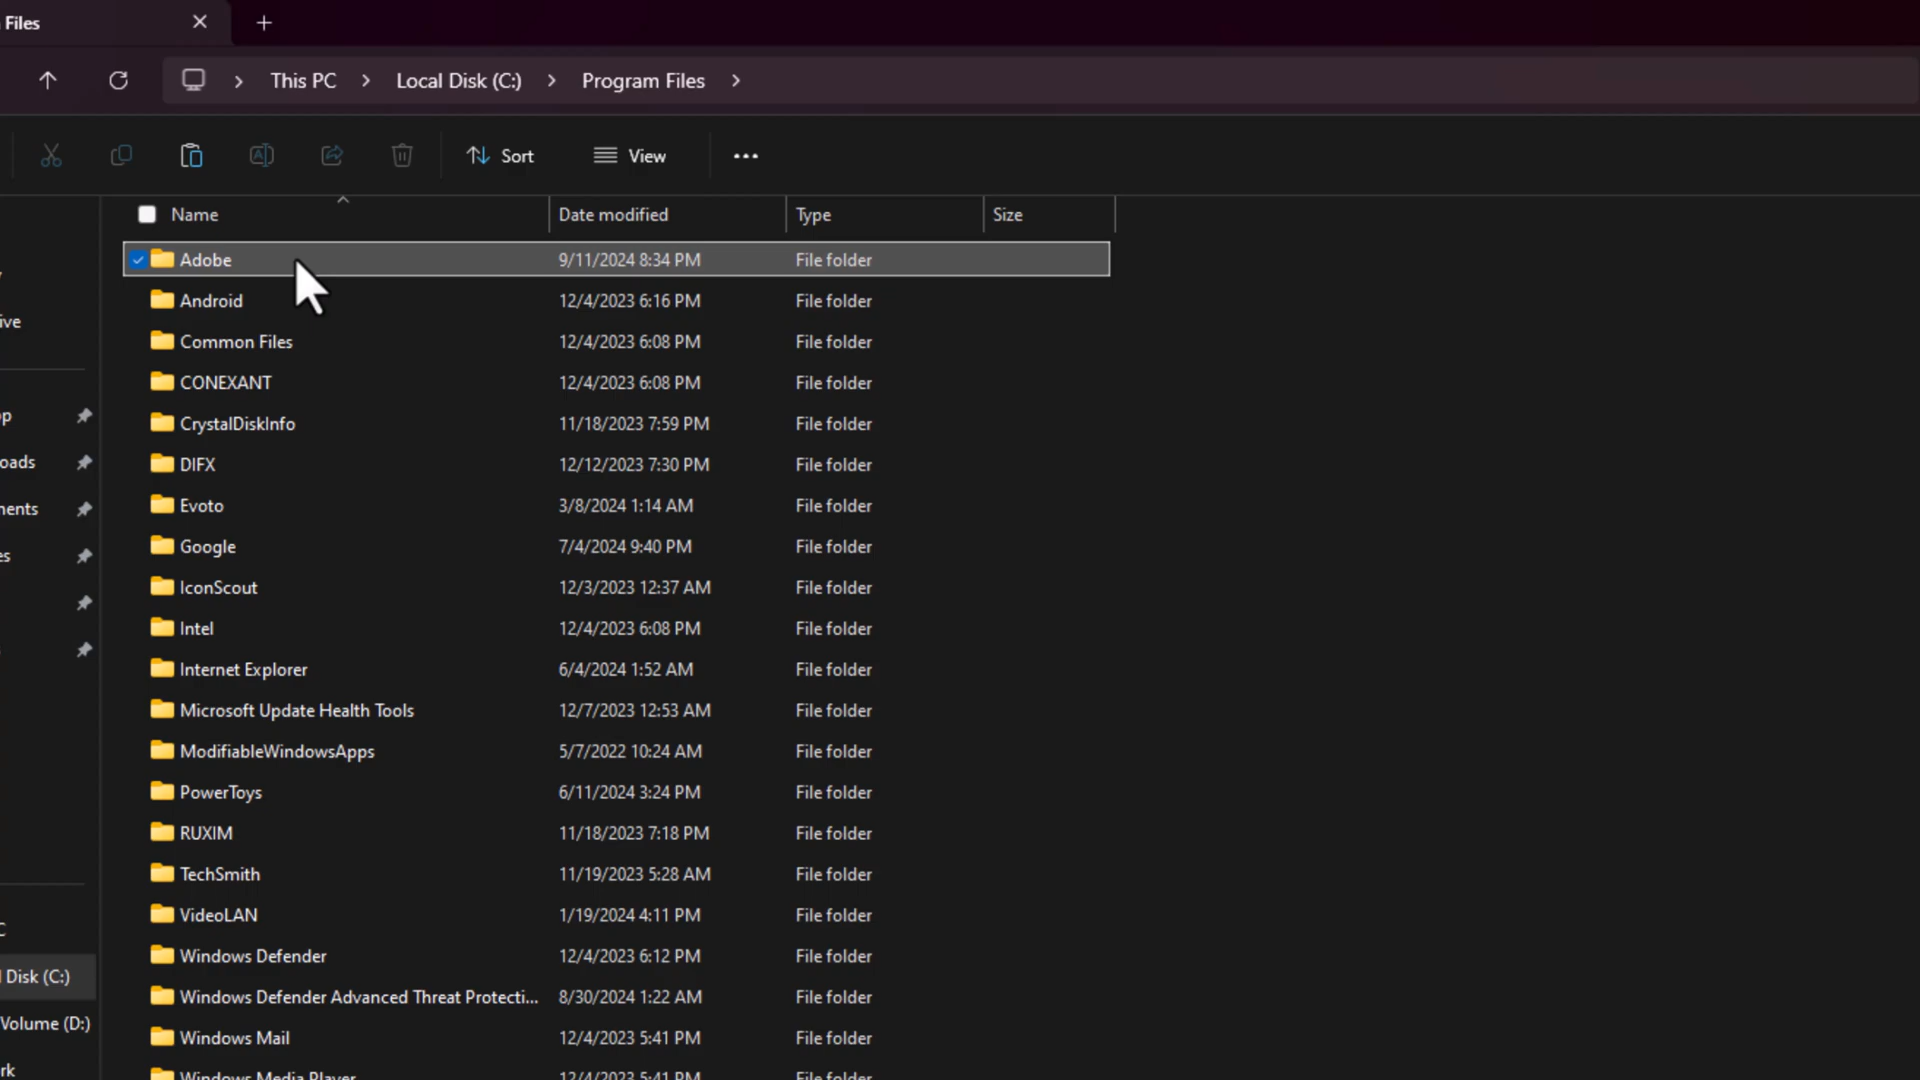 Files
This PC > Local Disk (C:) > Program Files >
Sort View
Name Date modified Type Size
Adobe 9/11/2024 8:34 PM File folder
Android 12/4/2023 6:16 PM File folder
ive
Common Files 12/4/2023 6:08 PM File folder
CONEXANT 12/4/2023 6:08 PM File folder
p
CrystalDiskInfo 11/18/2023 7:59 PM File folder
oads DIFX 12/12/2023 7:30 PM File folder
nents Evoto 3/8/2024 1:14 AM File folder
es Google 7/4/2024 9:40 PM File folder
IconScout 12/3/2023 12:37 AM File folder
Intel 12/4/2023 6:08 PM File folder
Internet Explorer 6/4/2024 1:52 AM File folder
Microsoft Update Health Tools 12/7/2023 12:53 AM File folder
ModifiableWindowsApps 5/7/2022 10:24 AM File folder
PowerToys 6/11/2024 3:24 PM File folder
RUXIM 11/18/2023 7:18 PM File folder
TechSmith 11/19/2023 5:28 AM File folder
VideoLAN 1/19/2024 4:11 PM File folder
C
Windows Defender 12/4/2023 6:12 PM File folder
l Disk (C:)
Windows Defender Advanced Threat Protecti... 8/30/2024 1:22 AM File folder
Volume (D:)
Windows Mail 12/4/2023 5:41 PM File folder
rk
Windows Media Player 12/4/2023 5:41 PM File folder